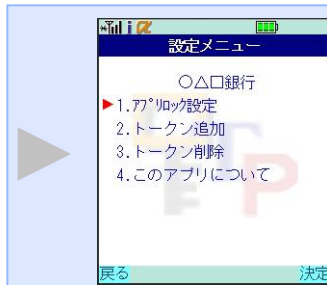 設定メニュー
○△□銀行
1.ｱﾌﾟﾘﾛｯｸ設定
2.トークン追加
3.トークン削除
4.このアプリについて
戻る
決定